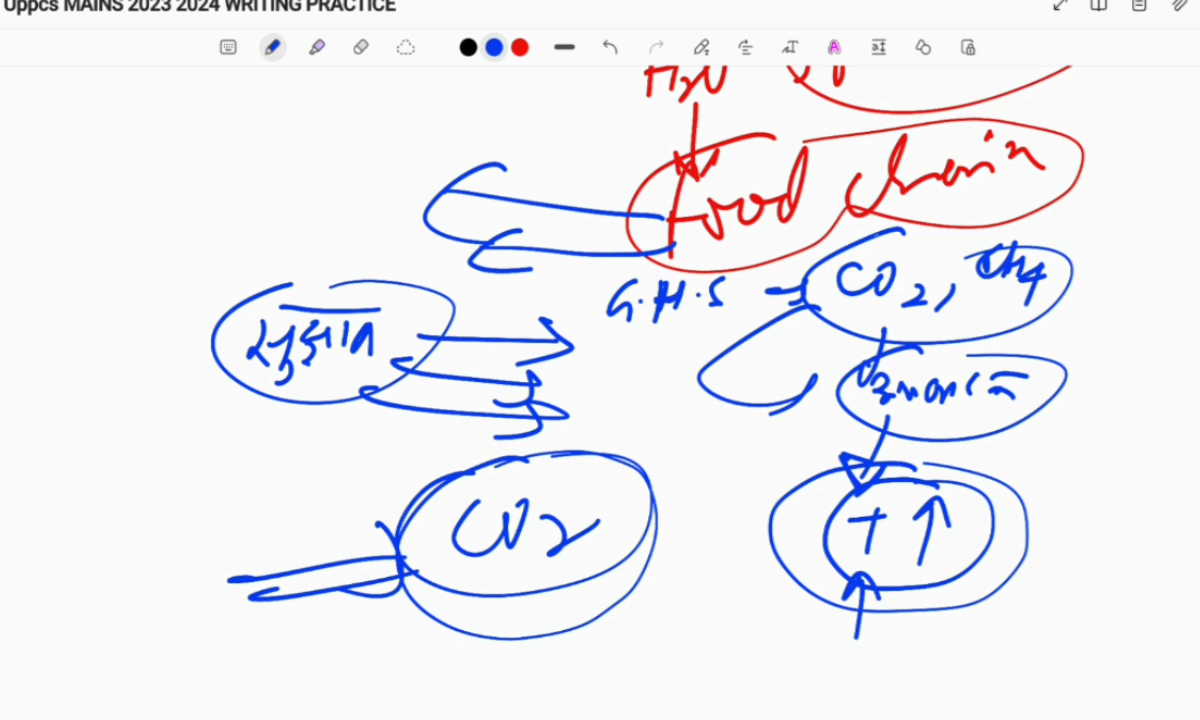 Uppcs MAINS 2023 2024 WRITING PRACTICE
H2O
Food chain
G.H.S → CO2, CH4
CO2
T ↑